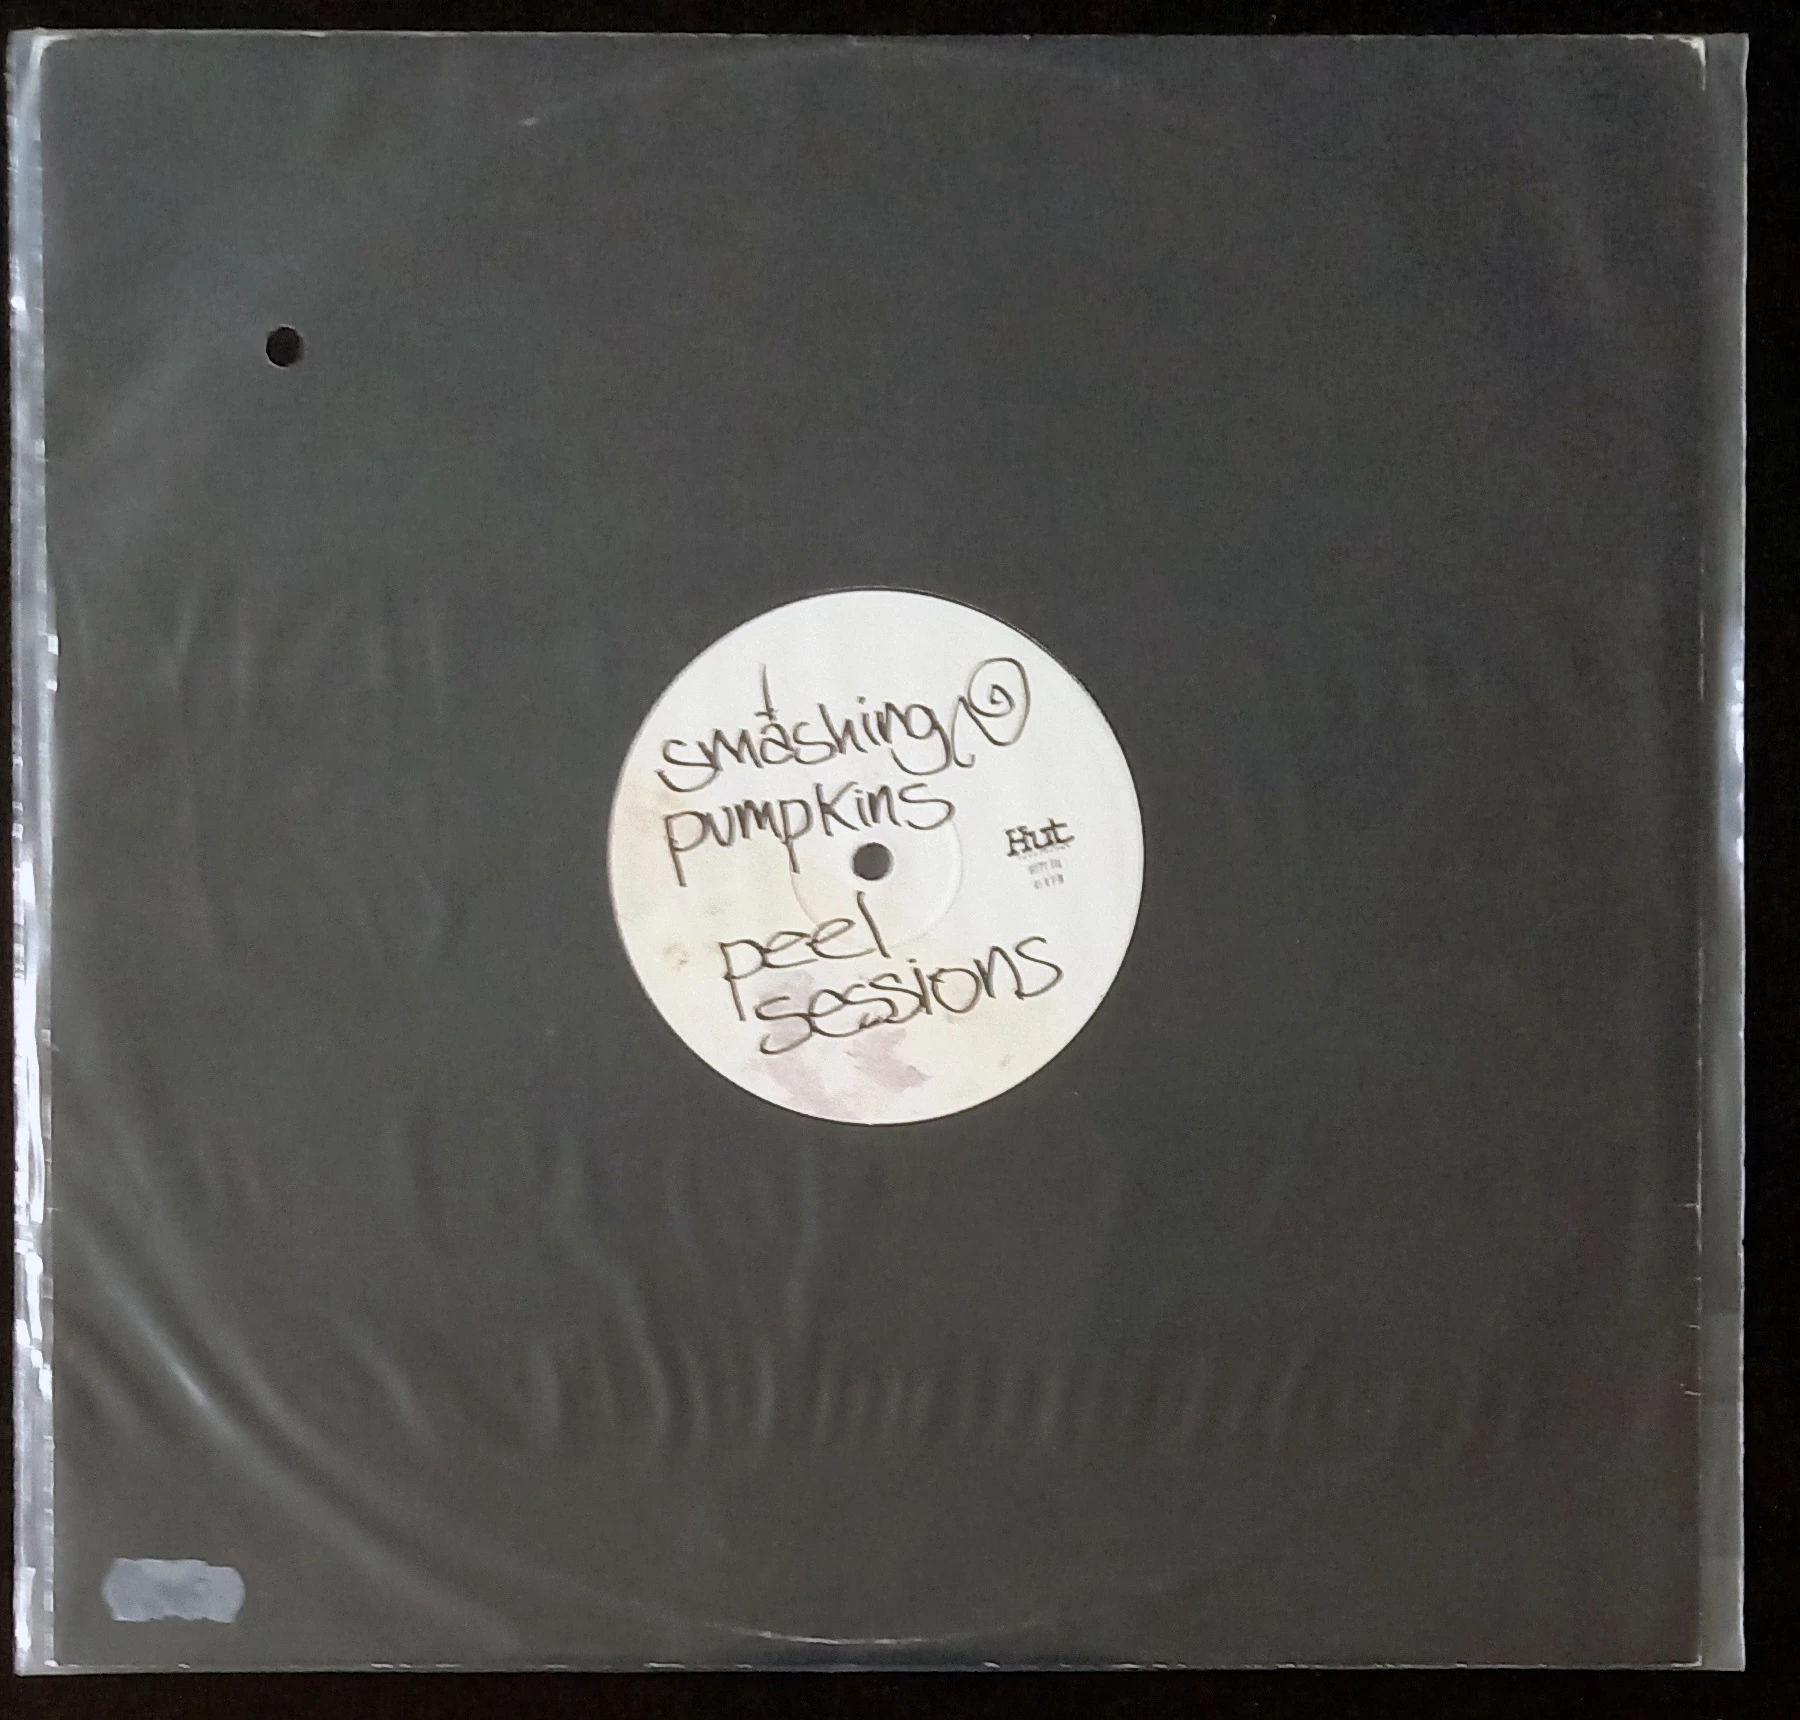 smashing
pumpkins
Hut
peel
sessions